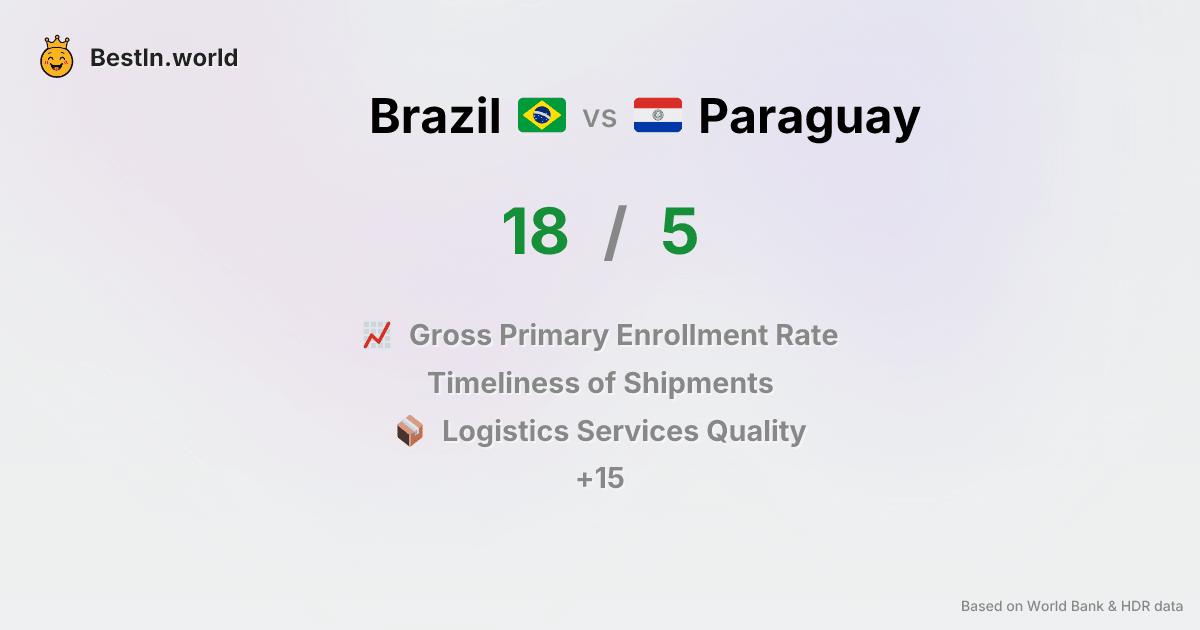 BestIn.world
Brazil vs Paraguay
18 / 5
Gross Primary Enrollment Rate
Timeliness of Shipments
Logistics Services Quality
+15
Based on World Bank & HDR data